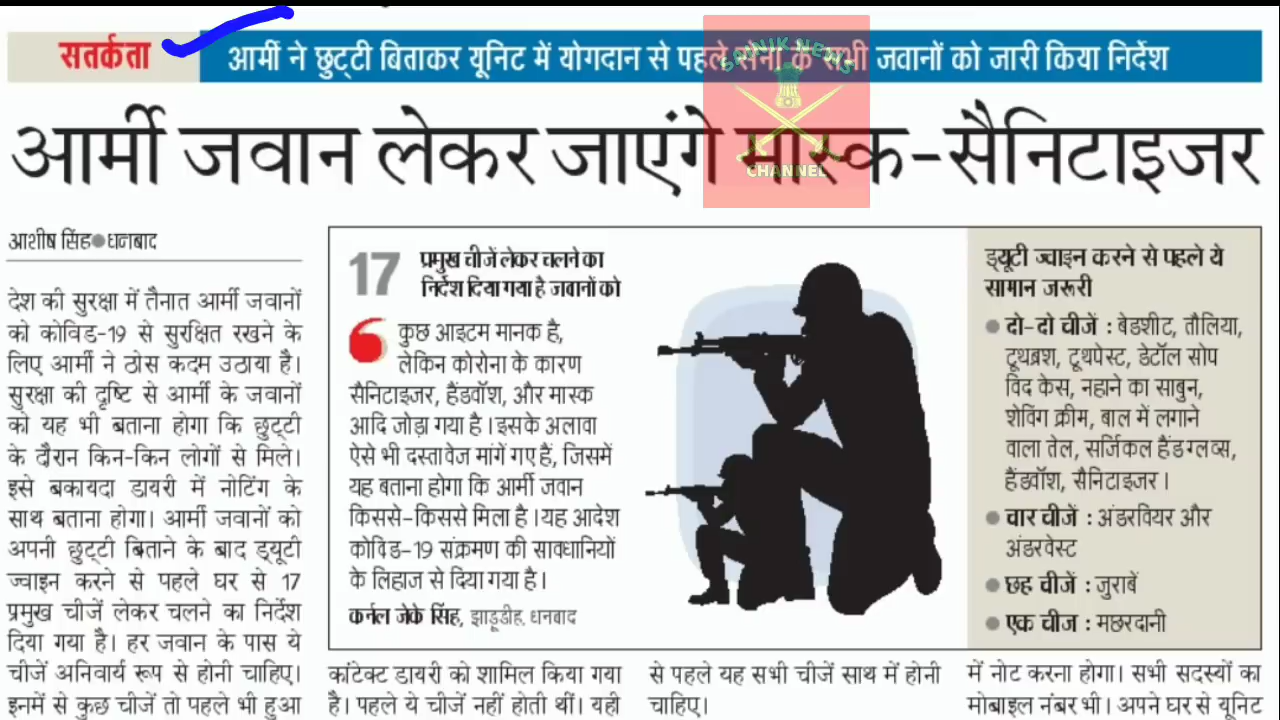 सतर्कता
आर्मी ने छुट्टी बिताकर यूनिट में योगदान से पहले सेना के सभी जवानों को जारी किया निर्देश
SAINIK NEWS
CHANNEL
आर्मी जवान लेकर जाएंगे मास्क-सैनिटाइजर
आशीष सिंह●धनबाद
देश की सुरक्षा में तैनात आर्मी जवानों
को कोविड-19 से सुरक्षित रखने के
लिए आर्मी ने ठोस कदम उठाया है।
सुरक्षा की दृष्टि से आर्मी के जवानों
को यह भी बताना होगा कि छुट्टी
के दौरान किन-किन लोगों से मिले।
इसे बकायदा डायरी में नोटिंग के
साथ बताना होगा। आर्मी जवानों को
अपनी छुट्टी बिताने के बाद ड्यूटी
ज्वाइन करने से पहले घर से 17
प्रमुख चीजें लेकर चलने का निर्देश
दिया गया है। हर जवान के पास ये
चीजें अनिवार्य रूप से होनी चाहिए।
इनमें से कुछ चीजें तो पहले भी हुआ
17 प्रमुख चीजें लेकर चलने का
निर्देश दिया गया है जवानों को
कुछ आइटम मानक है,
लेकिन कोरोना के कारण
सैनिटाइजर, हैंडवॉश, और मास्क
आदि जोड़ा गया है। इसके अलावा
ऐसे भी दस्तावेज मांगें गए हैं, जिसमें
यह बताना होगा कि आर्मी जवान
किससे-किससे मिला है। यह आदेश
कोविड-19 संक्रमण की सावधानियों
के लिहाज से दिया गया है।
कर्नल जेके सिंह, झाड़ूडीह, धनबाद
ड्यूटी ज्वाइन करने से पहले ये
सामान जरूरी
● दो-दो चीजें : बेडशीट, तौलिया,
टूथब्रश, टूथपेस्ट, डेटॉल सोप
विद केस, नहाने का साबुन,
शेविंग क्रीम, बाल में लगाने
वाला तेल, सर्जिकल हैंडग्लव्स,
हैंडवॉश, सैनिटाइजर।
● चार चीजें : अंडरवियर और
अंडरवेस्ट
● छह चीजें : जुराबें
● एक चीज : मछरदानी
कांटेक्ट डायरी को शामिल किया गया
है। पहले ये चीजें नहीं होती थीं। यही
से पहले यह सभी चीजें साथ में होनी
चाहिए।
में नोट करना होगा। सभी सदस्यों का
मोबाइल नंबर भी। अपने घर से यूनिट